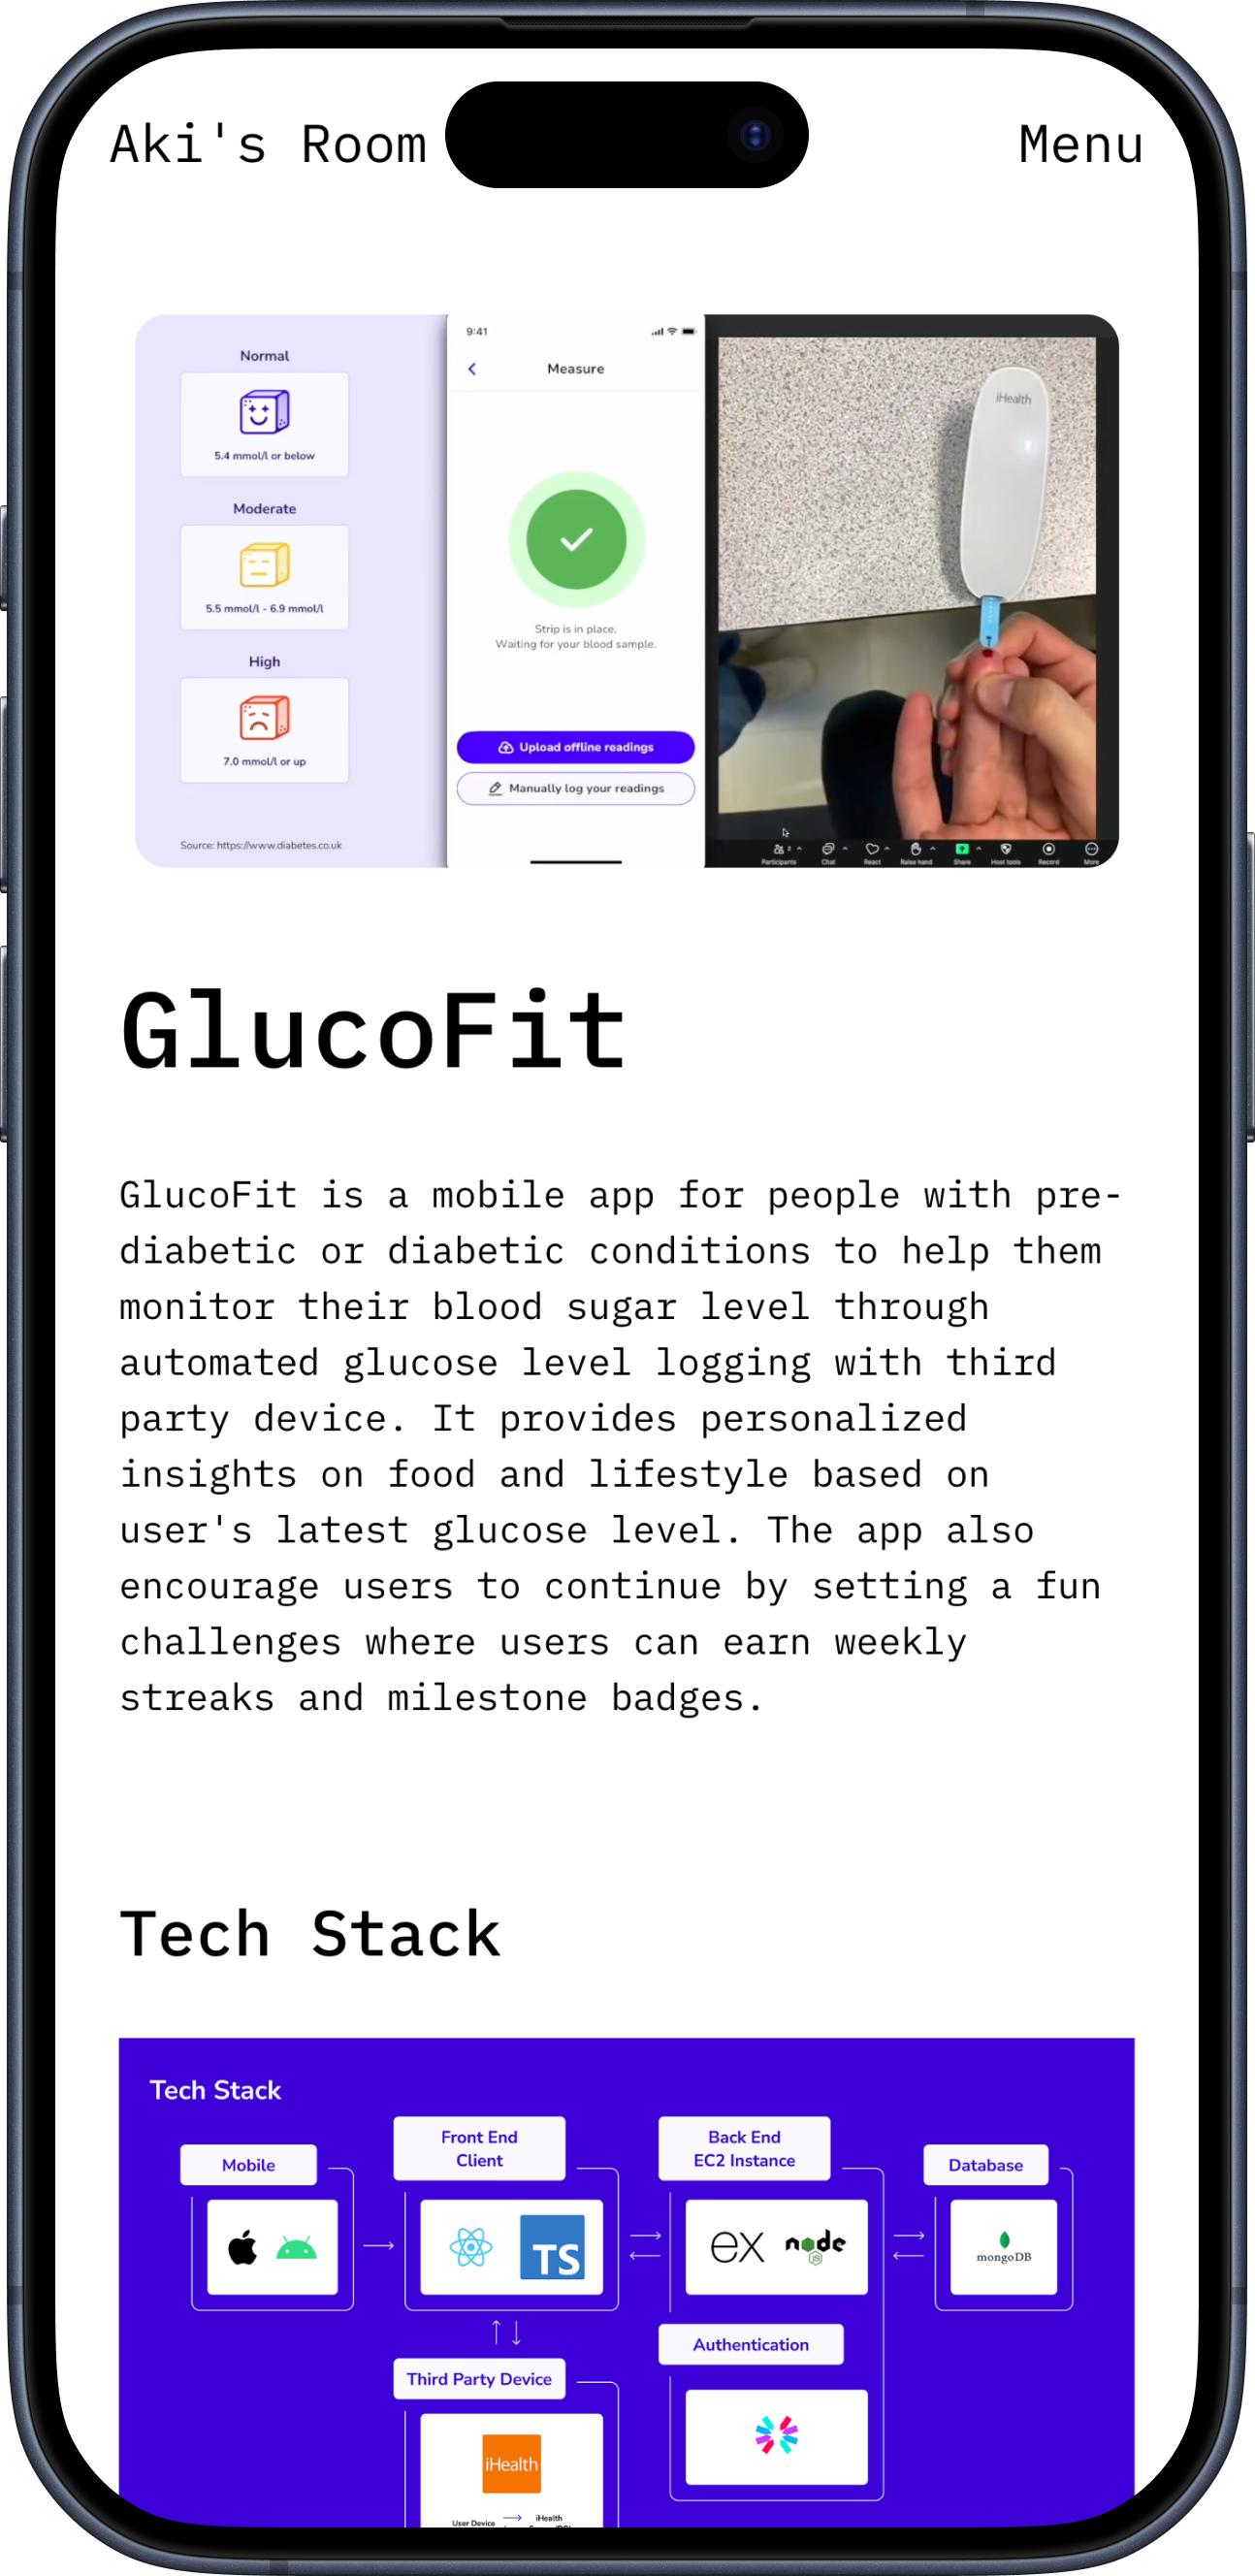 Aki's Room
Menu
Normal
5.4 mmol/l or below
Moderate
5.5 mmol/l - 6.9 mmol/l
High
7.0 mmol/l or up
Source: https://www.diabetes.co.uk
9:41
Measure
Strip is in place.
Waiting for your blood sample.
Upload offline readings
Manually log your readings
iHealth
Participants
2
Chat
React
Raise hand
Share
Host tools
Record
More
GlucoFit
GlucoFit is a mobile app for people with pre-
diabetic or diabetic conditions to help them
monitor their blood sugar level through
automated glucose level logging with third
party device. It provides personalized
insights on food and lifestyle based on
user's latest glucose level. The app also
encourage users to continue by setting a fun
challenges where users can earn weekly
streaks and milestone badges.
Tech Stack
Tech Stack
Mobile
Front End
Client
TS
Back End
EC2 Instance
ex
node
JS
Database
mongoDB
Authentication
Third Party Device
iHealth
User Device
iHealth